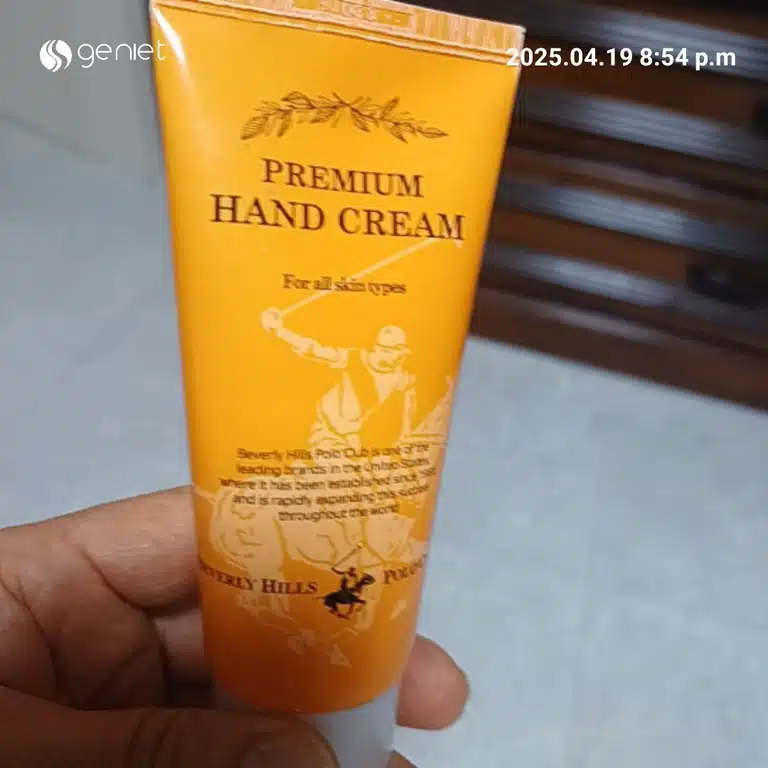 geniet
2025.04.19 8:54 p.m
PREMIUM
HAND CREAM
For all skin types
Beverly Hills Polo Club is one of the
leading brands in the United States
where it has been established since
and is rapidly expanding this success
throughout the world
BEVERLY HILLS POLO